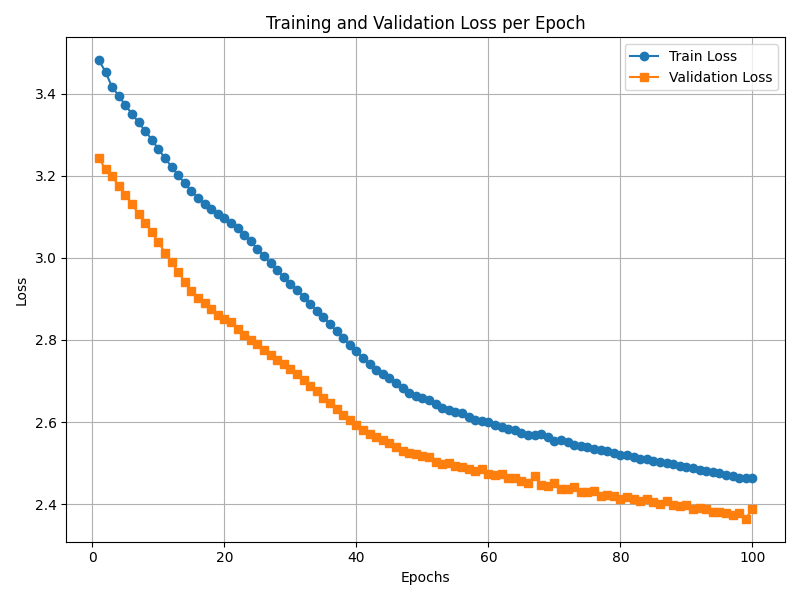 Training and Validation Loss per Epoch
Train Loss
Validation Loss
Loss
3.4
3.2
3.0
2.8
2.6
2.4
0 20 40 60 80 100
Epochs